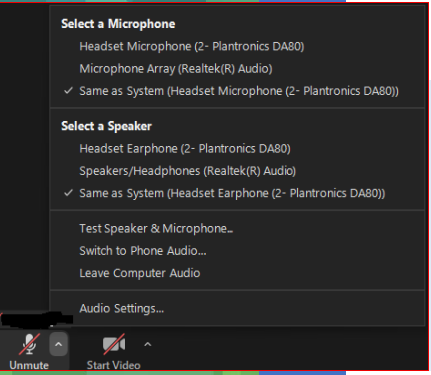 Select a Microphone
Headset Microphone (2- Plantronics DA80)
Microphone Array (Realtek(R) Audio)
✓ Same as System (Headset Microphone (2- Plantronics DA80))
Select a Speaker
Headset Earphone (2- Plantronics DA80)
Speakers/Headphones (Realtek(R) Audio)
✓ Same as System (Headset Earphone (2- Plantronics DA80))
Test Speaker & Microphone...
Switch to Phone Audio...
Leave Computer Audio
Audio Settings...
Unmute Start Video